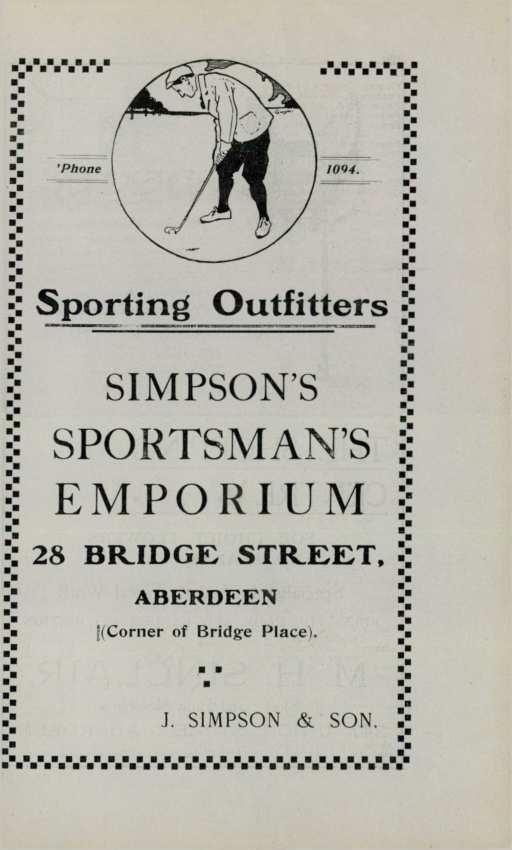 'Phone 1094.
Sporting Outfitters
SIMPSON'S
SPORTSMAN'S
EMPORIUM
28 BRIDGE STREET,
ABERDEEN
(Corner of Bridge Place).
J. SIMPSON & SON.